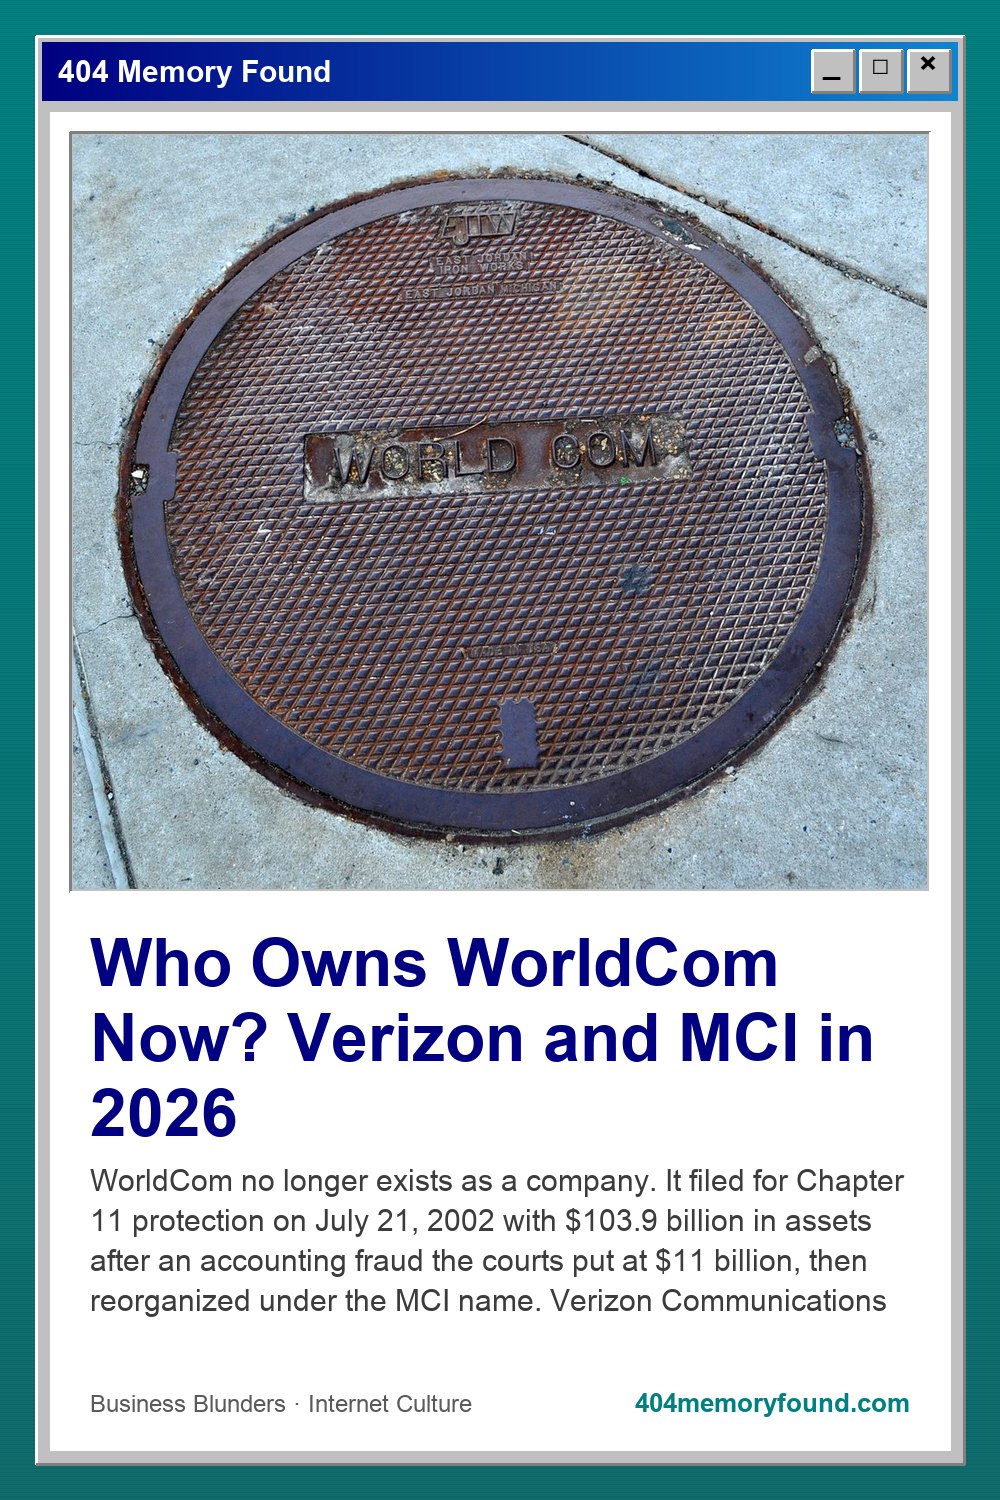 404 Memory Found
EJIW
EAST JORDAN
IRON WORKS
EAST JORDAN MICHIGAN
WORLD COM
MADE IN USA
Who Owns WorldCom
Now? Verizon and MCI in
2026
WorldCom no longer exists as a company. It filed for Chapter
11 protection on July 21, 2002 with $103.9 billion in assets
after an accounting fraud the courts put at $11 billion, then
reorganized under the MCI name. Verizon Communications
Business Blunders · Internet Culture
404memoryfound.com